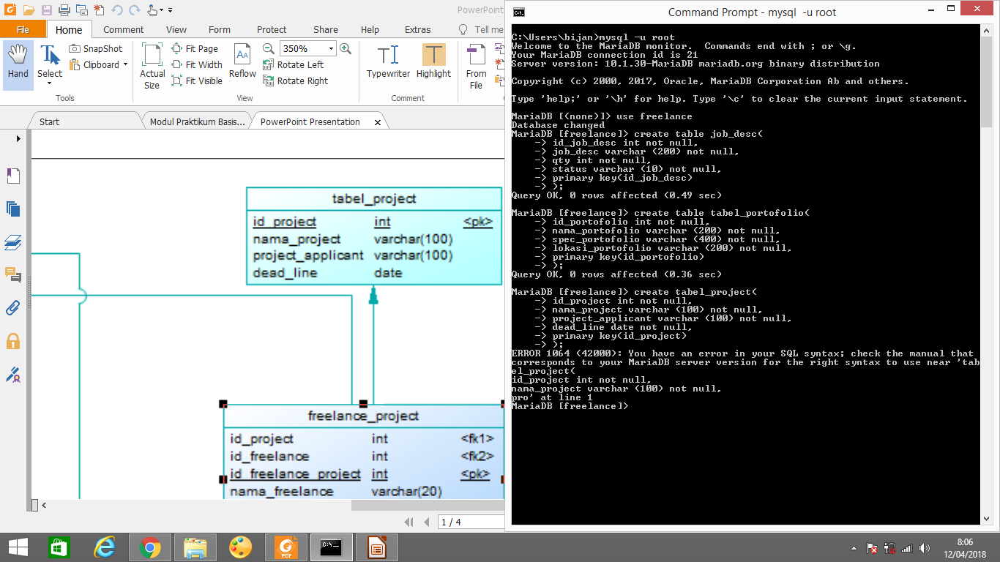 PowerPoint
File
Home
Comment
View
Form
Protect
Share
Help
Extras
Tell me
Hand
Select
SnapShot
Clipboard
Tools
Actual
Size
Fit Page
Fit Width
Fit Visible
Reflow
350%
Rotate Left
Rotate Right
View
Typewriter
Highlight
Comment
From
File
Start
Modul Praktikum Basis...
PowerPoint Presentation
tabel_project
id_project int <pk>
nama_project varchar(100)
project_applicant varchar(100)
dead_line date
freelance_project
id_project int <fk1>
id_freelance int <fk2>
id_freelance_project int <pk>
nama_freelance varchar(20)
1 / 4
Command Prompt - mysql -u root
C:\Users\bijan>mysql -u root
Welcome to the MariaDB monitor.  Commands end with ; or \g.
Your MariaDB connection id is 21
Server version: 10.1.30-MariaDB mariadb.org binary distribution
Copyright (c) 2000, 2017, Oracle, MariaDB Corporation Ab and others.
Type 'help;' or '\h' for help. Type '\c' to clear the current input statement.
MariaDB [(none)]> use freelance
Database changed
MariaDB [freelance]> create table job_desc(
-> id_job_desc int not null,
-> job_desc varchar (200) not null,
-> qty int not null,
-> status varchar (10) not null,
-> primary key(id_job_desc)
-> );
Query OK, 0 rows affected (0.49 sec)
MariaDB [freelance]> create table tabel_portofolio(
-> id_portofolio int not null,
-> nama_portofolio varchar (200) not null,
-> spec_portofolio varchar (400) not null,
-> lokasi_portofolio varchar (200) not null,
-> primary key(id_portofolio)
-> );
Query OK, 0 rows affected (0.36 sec)
MariaDB [freelance]> create tabel_project(
-> id_project int not null,
-> nama_project varchar (100) not null,
-> project_applicant varchar (100) not null,
-> dead_line date not null,
-> primary key(id_project)
-> );
ERROR 1064 (42000): You have an error in your SQL syntax; check the manual that
corresponds to your MariaDB server version for the right syntax to use near 'tab
el_project(
id_project int not null,
nama_project varchar (100) not null,
pro' at line 1
MariaDB [freelance]>
PDF
8:06
12/04/2018